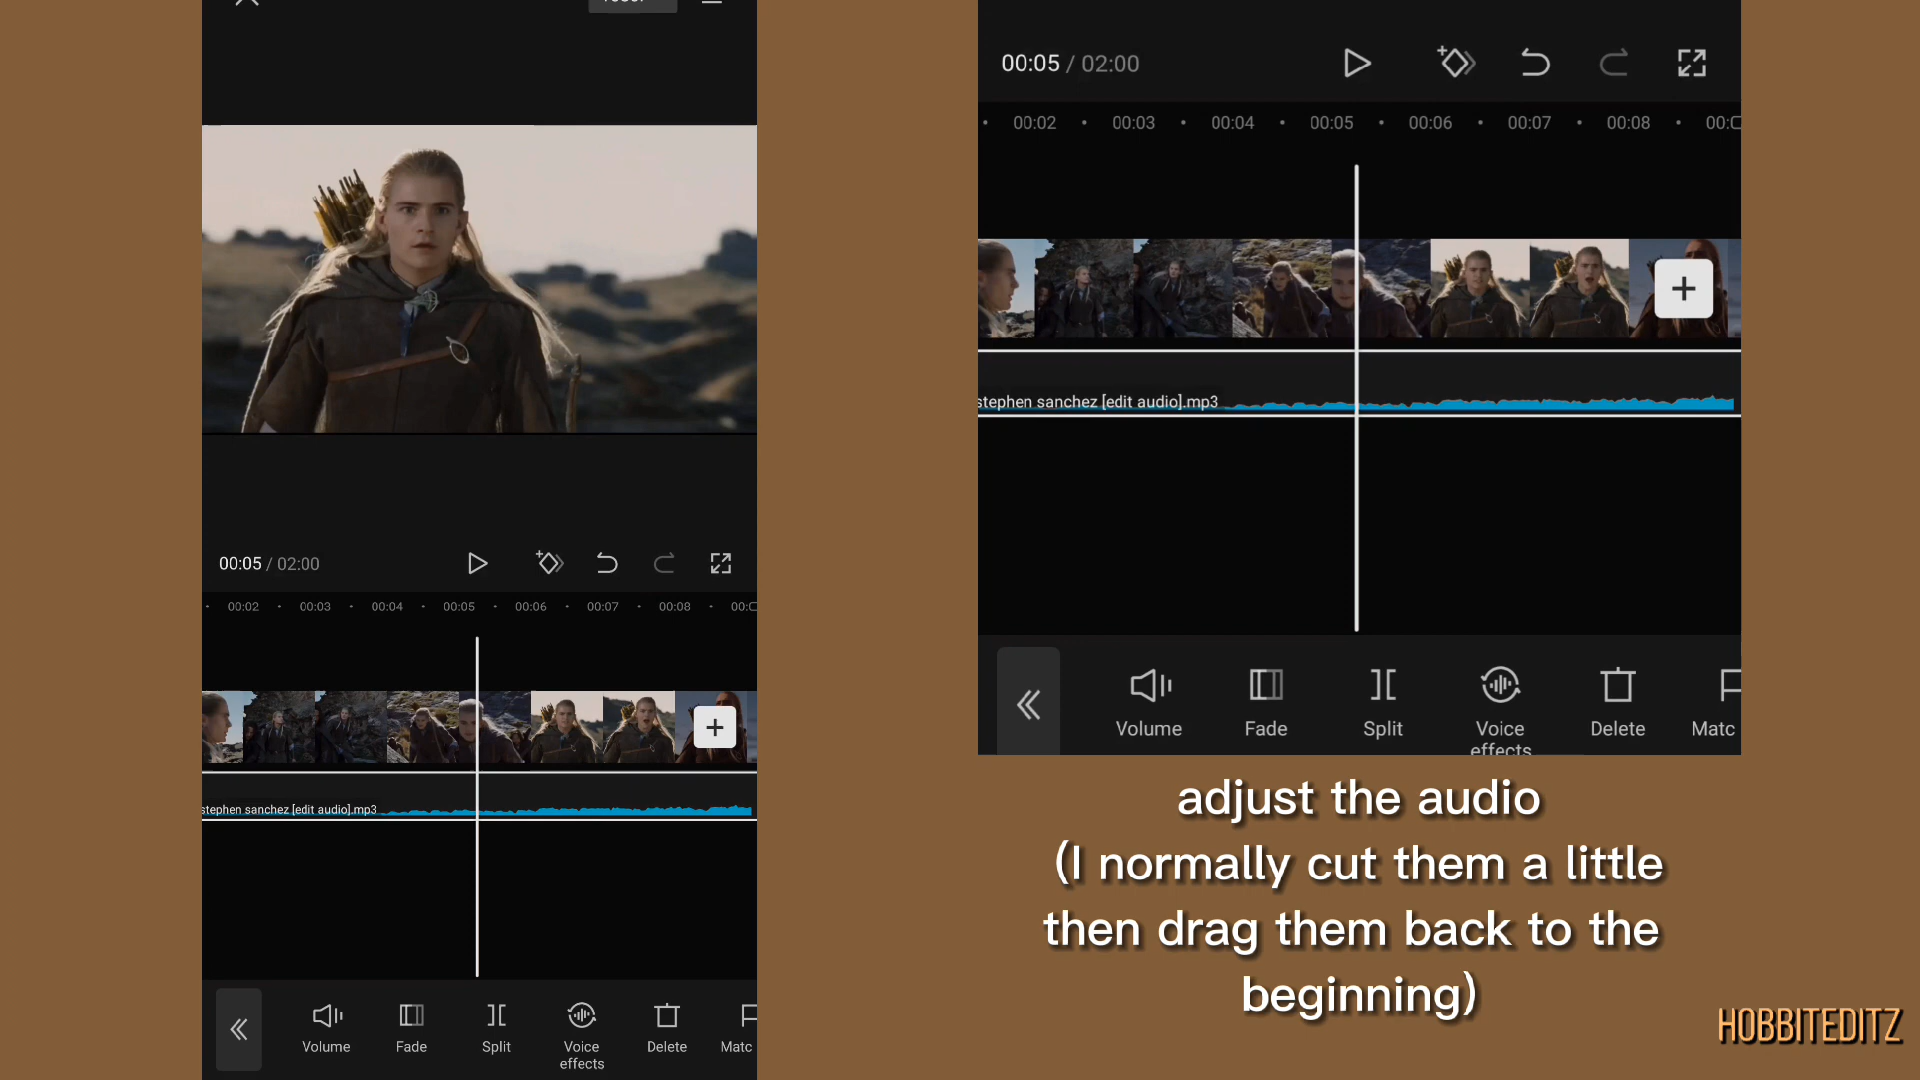 00:05 / 02:00
00:02 00:03 00:04 00:05 00:06 00:07 00:08
stephen sanchez [edit audio].mp3
Volume Fade Split Voice effects Delete Matc
00:05 / 02:00
00:02 00:03 00:04 00:05 00:06 00:07 00:08
stephen sanchez [edit audio].mp3
Volume Fade Split Voice effects Delete Matc
adjust the audio
(I normally cut them a little
then drag them back to the
beginning)
HOBBITEDITZ